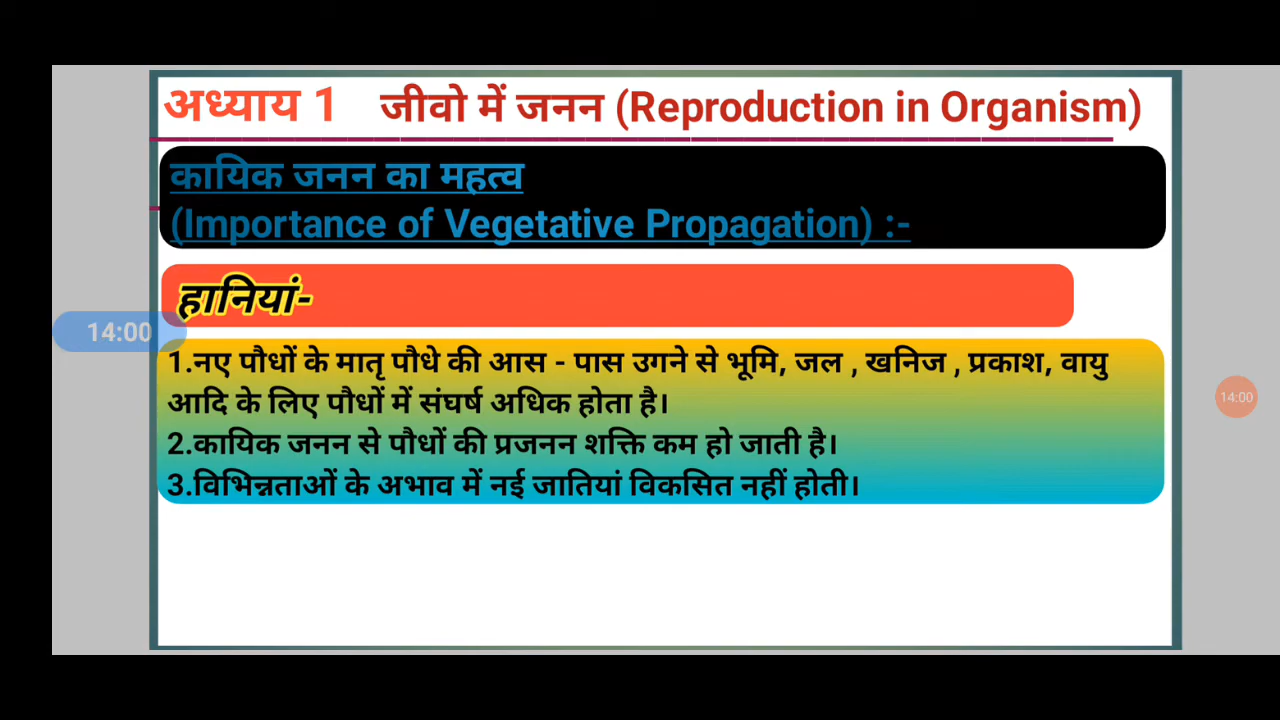 अध्याय 1 जीवो में जनन (Reproduction in Organism)
कायिक जनन का महत्व
(Importance of Vegetative Propagation) :-
हानियां-
14:00
1.नए पौधों के मातृ पौधे की आस - पास उगने से भूमि, जल , खनिज , प्रकाश, वायु
आदि के लिए पौधों में संघर्ष अधिक होता है।
14:00
2.कायिक जनन से पौधों की प्रजनन शक्ति कम हो जाती है।
3.विभिन्नताओं के अभाव में नई जातियां विकसित नहीं होती।